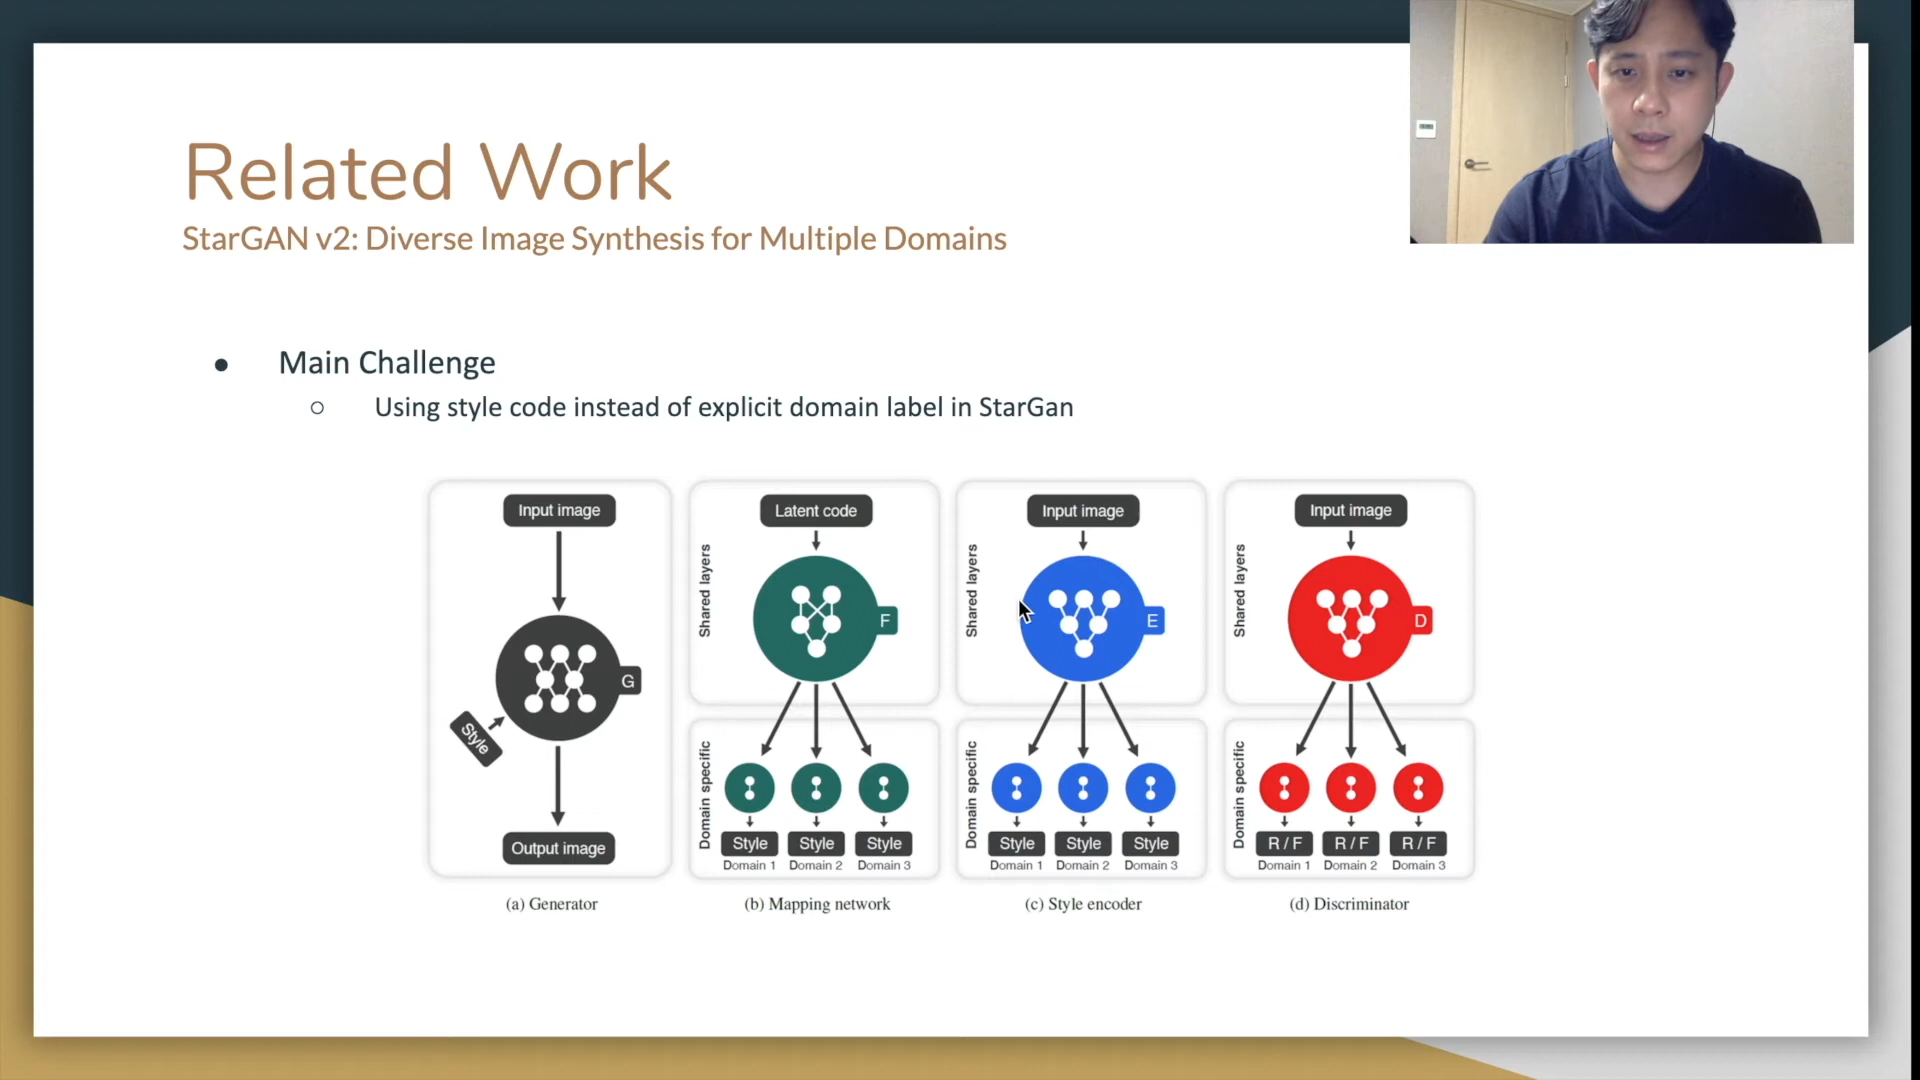 Related Work
StarGAN v2: Diverse Image Synthesis for Multiple Domains
● Main Challenge
○ Using style code instead of explicit domain label in StarGan
Input image
G
Style
Output image
(a) Generator
Latent code
Shared layers
F
Domain specific
Style Style Style
Domain 1 Domain 2 Domain 3
(b) Mapping network
Input image
Shared layers
E
Domain specific
Style Style Style
Domain 1 Domain 2 Domain 3
(c) Style encoder
Input image
Shared layers
D
Domain specific
R / F R / F R / F
Domain 1 Domain 2 Domain 3
(d) Discriminator